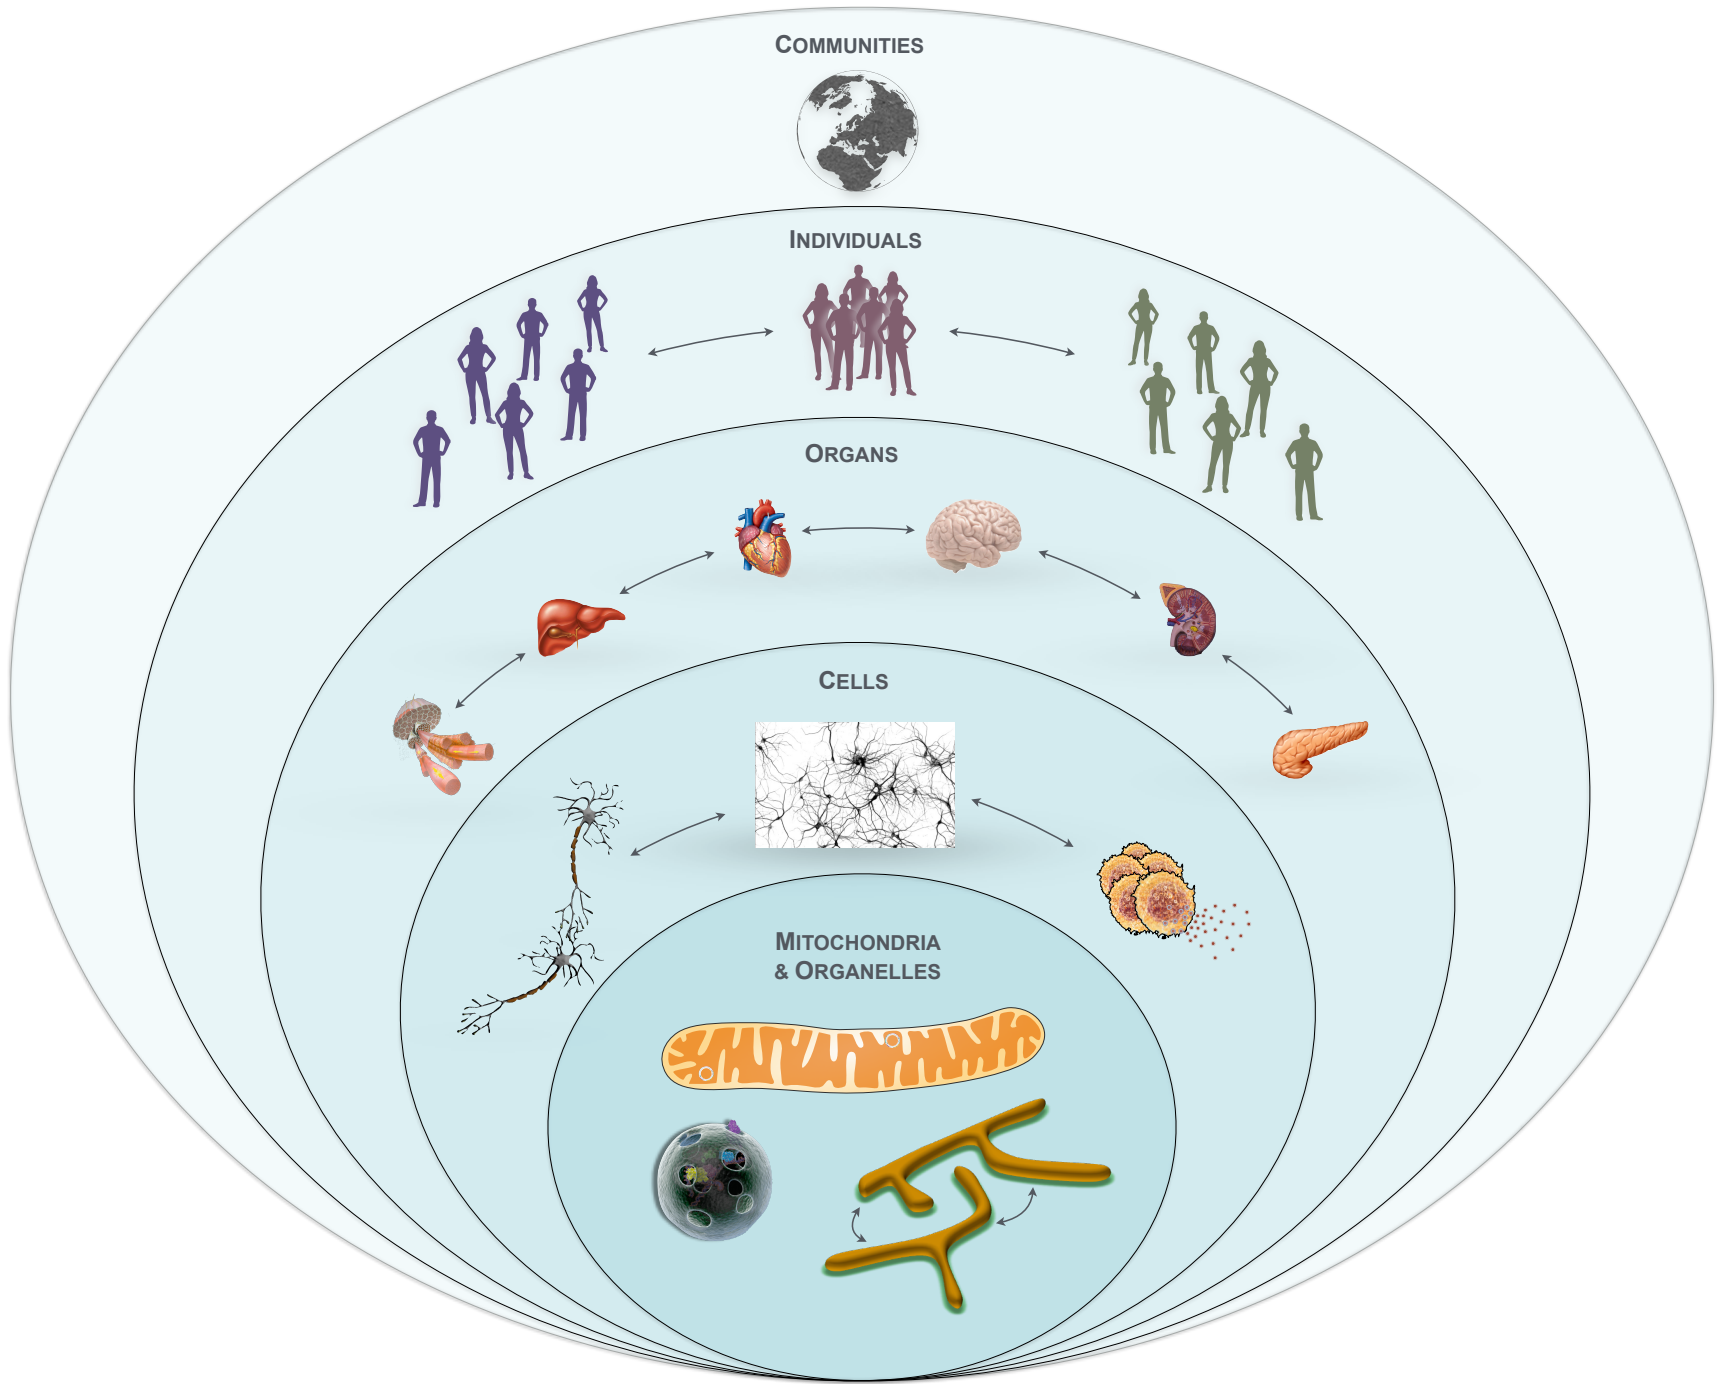 COMMUNITIES
INDIVIDUALS
ORGANS
CELLS
MITOCHONDRIA
& ORGANELLES